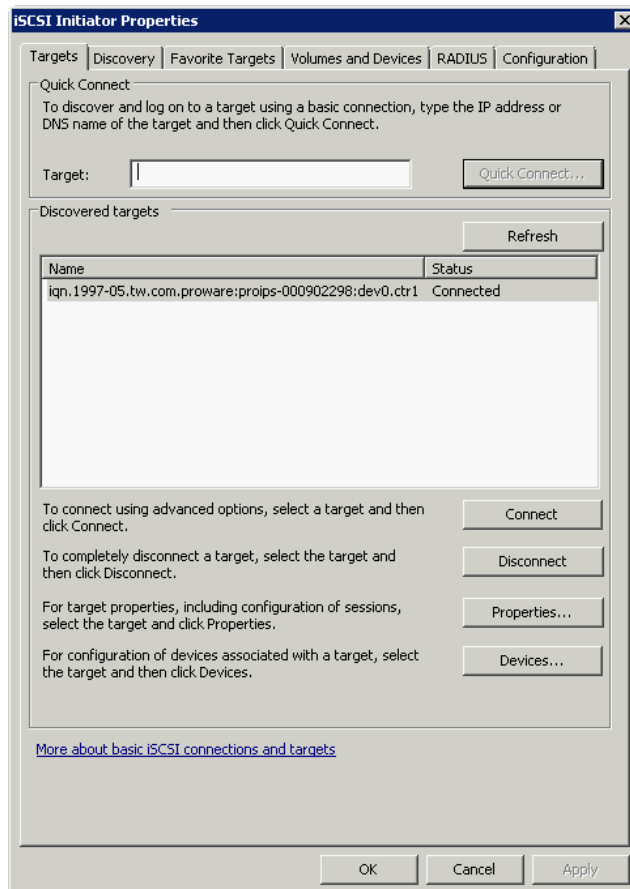 iSCSI Initiator Properties
Targets Discovery Favorite Targets Volumes and Devices RADIUS Configuration
Quick Connect
To discover and log on to a target using a basic connection, type the IP address or
DNS name of the target and then click Quick Connect.
Target: Quick Connect...
Discovered targets
Refresh
Name Status
iqn.1997-05.tw.com.proware:proips-000902298:dev0.ctr1 Connected
To connect using advanced options, select a target and then
click Connect.
Connect
To completely disconnect a target, select the target and
then click Disconnect.
Disconnect
For target properties, including configuration of sessions,
select the target and click Properties.
Properties...
For configuration of devices associated with a target, select
the target and then click Devices.
Devices...
More about basic iSCSI connections and targets
OK Cancel Apply